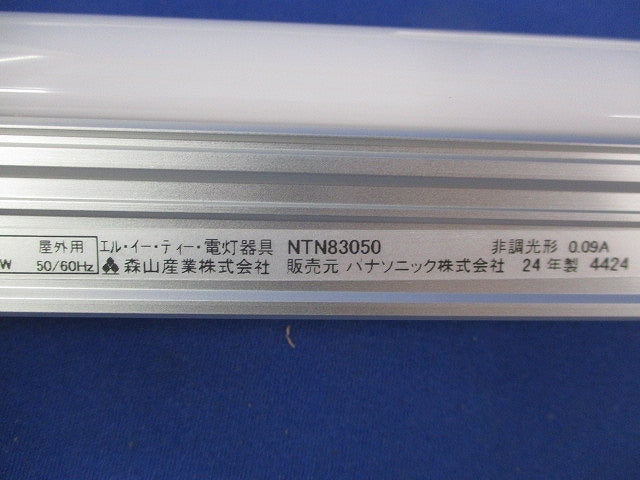 屋外用 エル・イー・ディー・電灯器具 NTN83050 非調光形 0.09A
W 50/60Hz 森山産業株式会社 販売元 パナソニック株式会社 24年製 4424